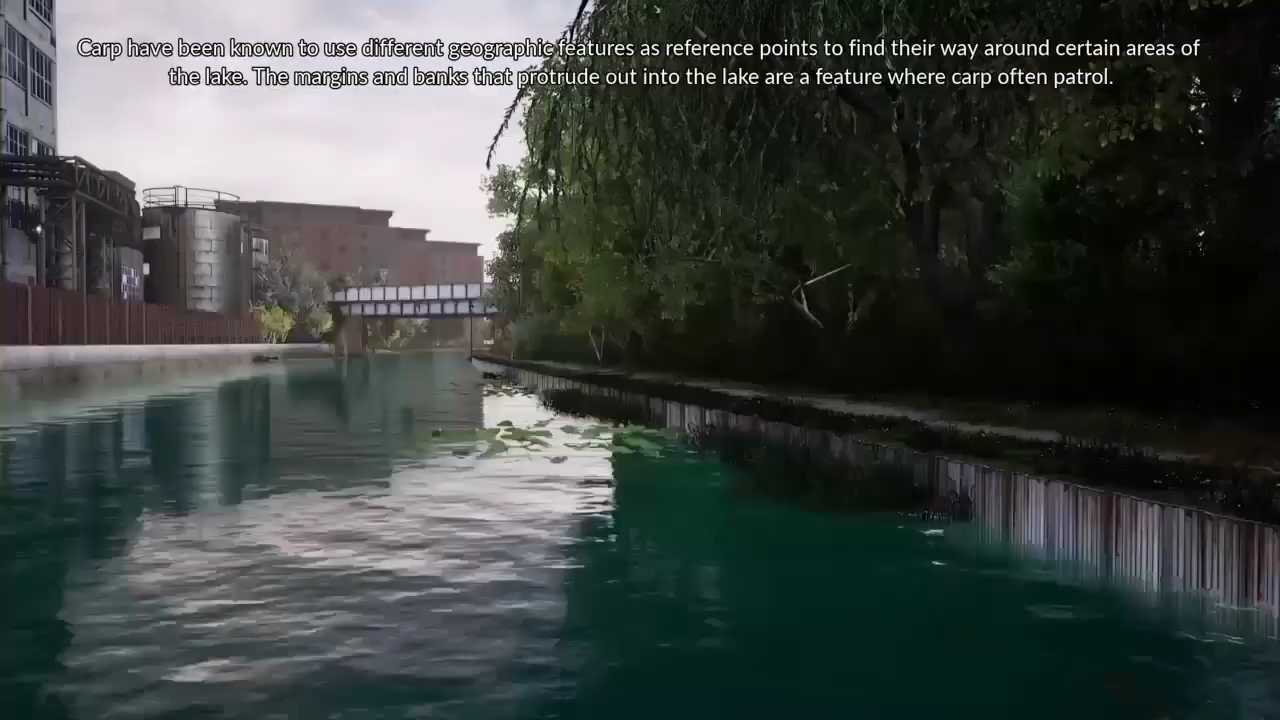 Carp have been known to use different geographic features as reference points to find their way around certain areas of
the lake. The margins and banks that protrude out into the lake are a feature where carp often patrol.